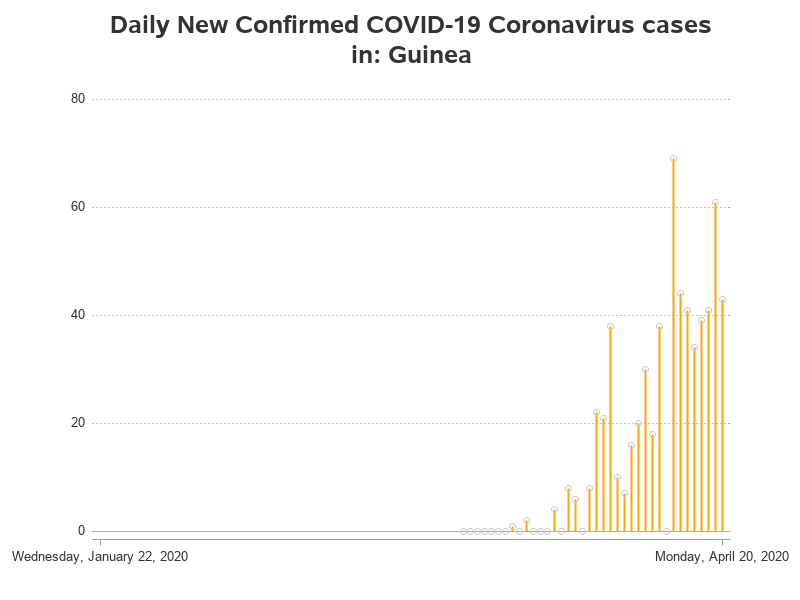 Daily New Confirmed COVID-19 Coronavirus cases
in: Guinea
80
60
40
20
0
Wednesday, January 22, 2020 Monday, April 20, 2020